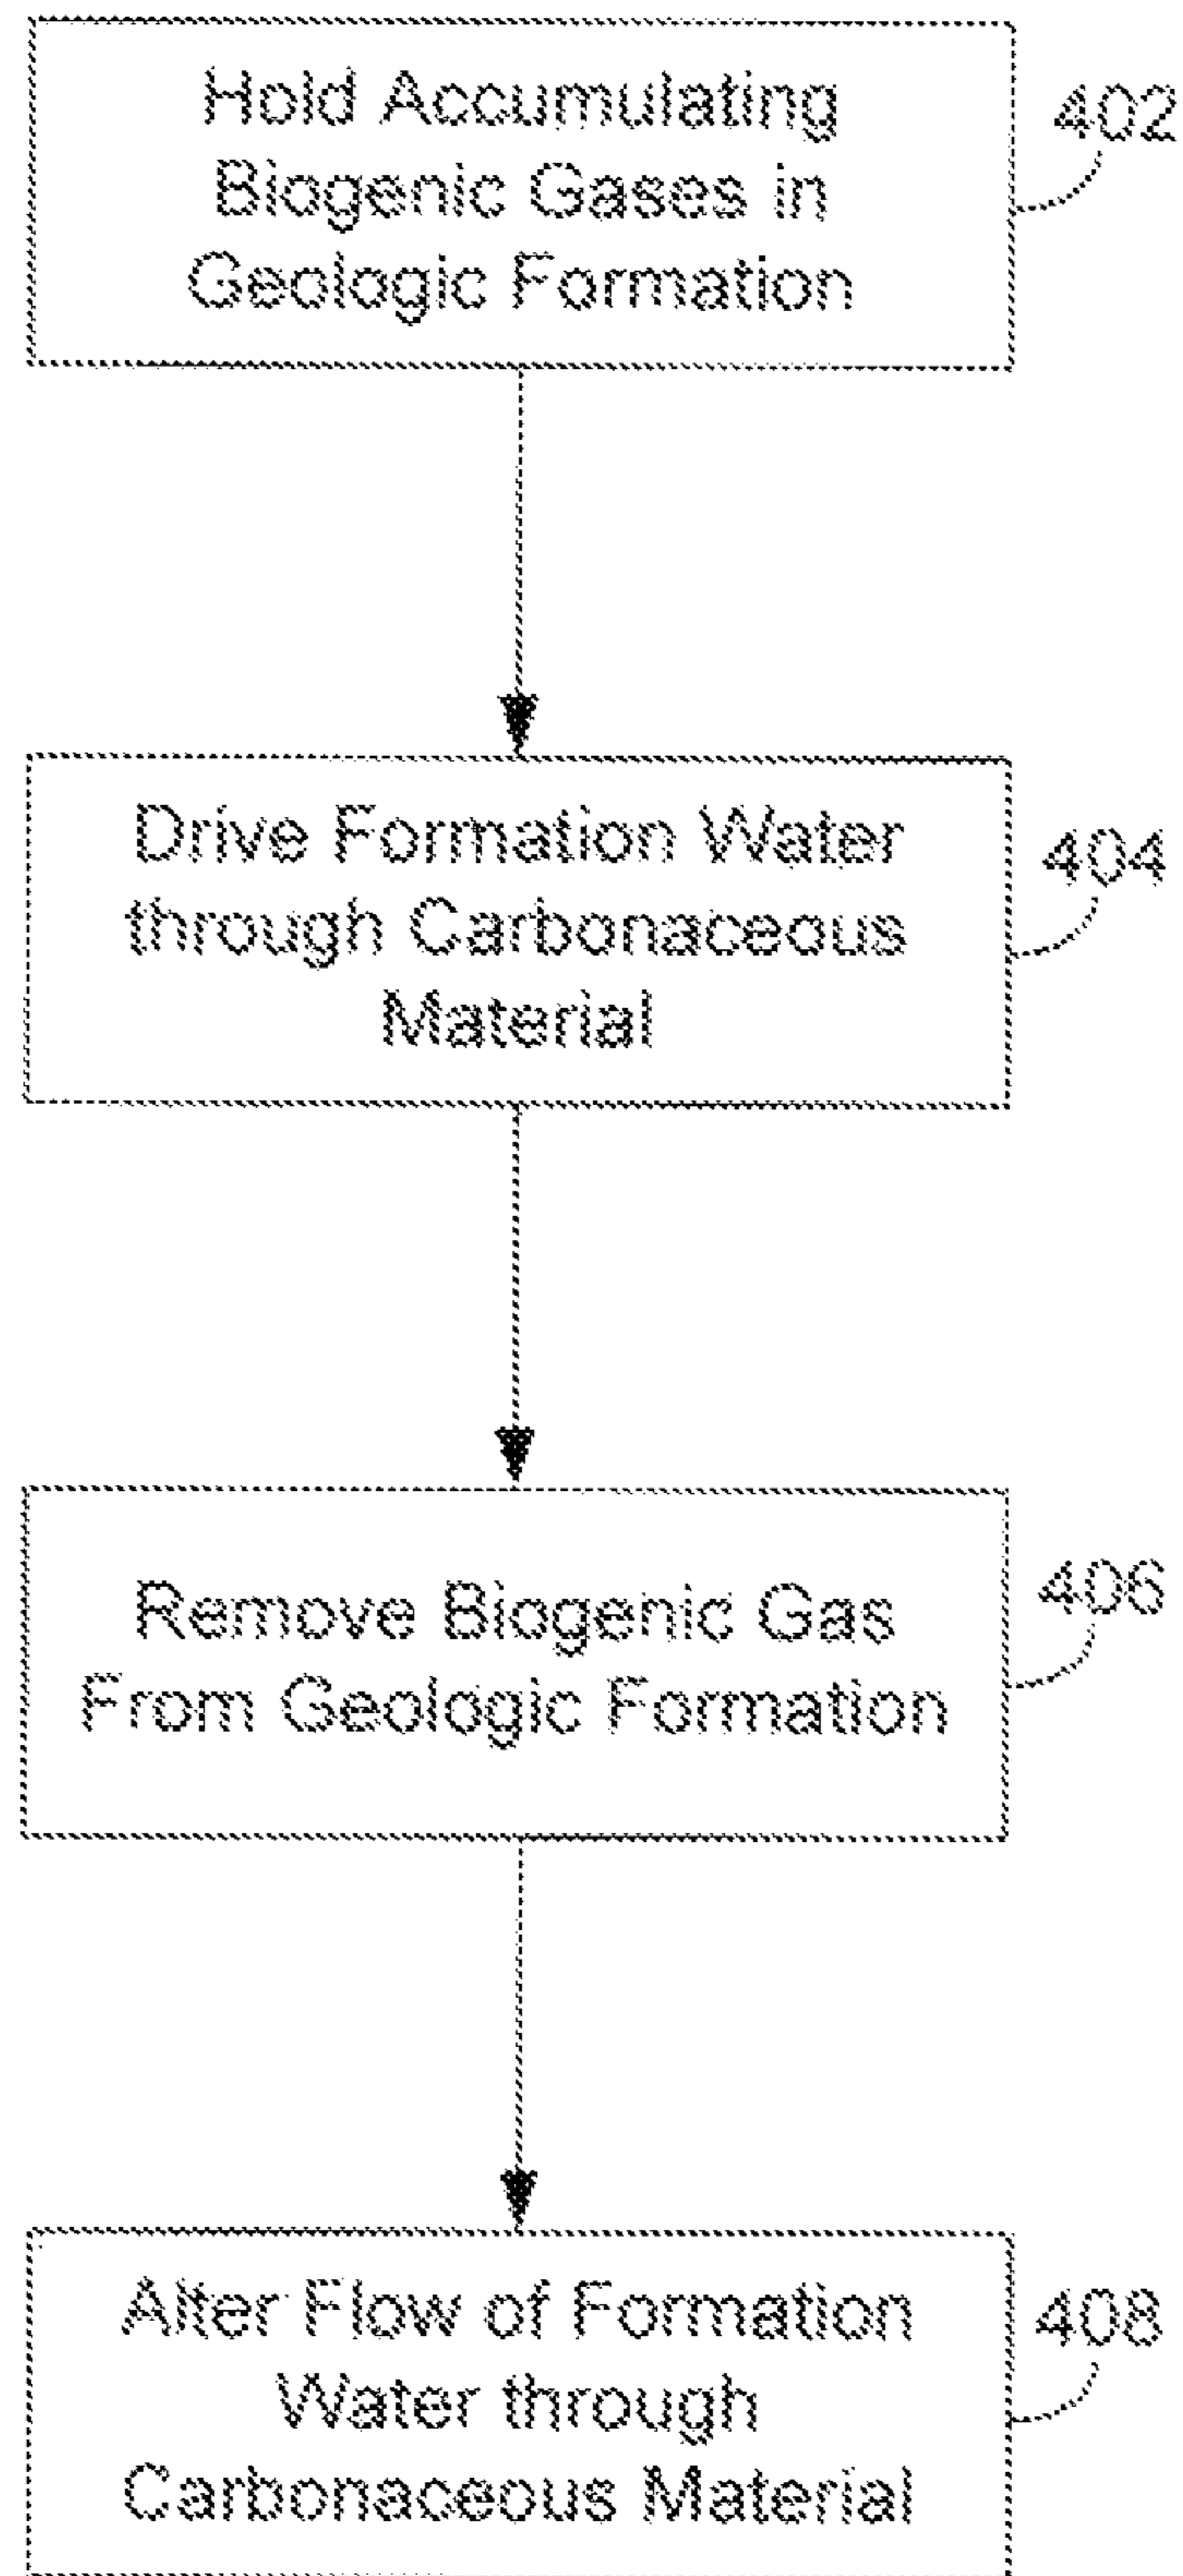 Hold Accumulating
402
Biogenic Gases in
Geologic Formation
Drive Formation Water
404
through Carbonaceous
Material
Remove Biogenic Gas
406
From Geologic Formation
Alter Flow of Formation
408
Water through
Carbonaceous Material